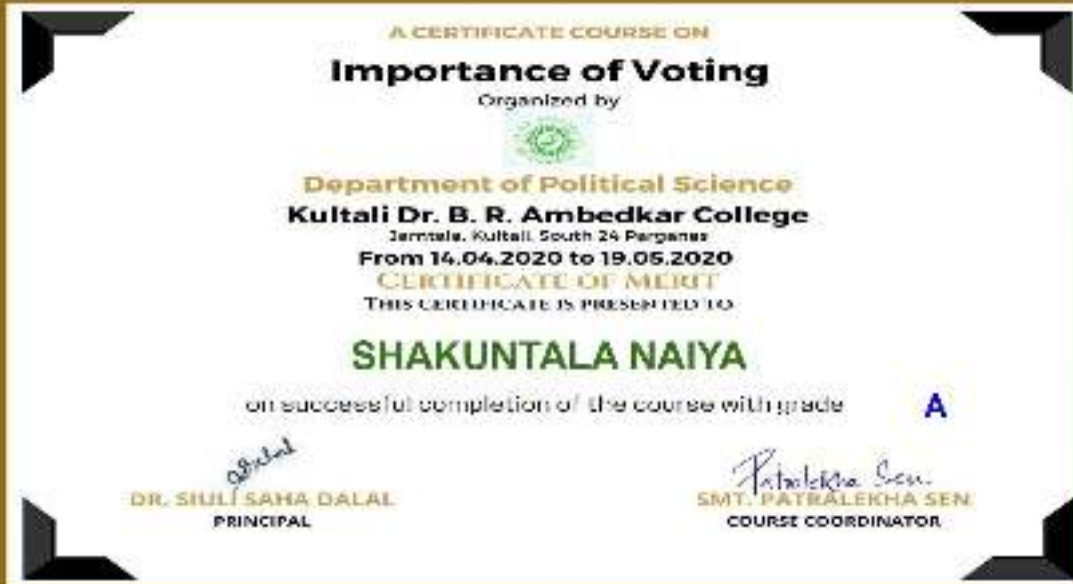 A CERTIFICATE COURSE ON
Importance of Voting
Organized by
Department of Political Science
Kultali Dr. B. R. Ambedkar College
Jamtala, Kultali, South 24 Parganas
From 14.04.2020 to 19.05.2020
CERTIFICATE OF MERIT
THIS CERTIFICATE IS PRESENTED TO
SHAKUNTALA NAIYA
on successful completion of the course with grade A
Patralekha Sen.
DR. SIULI SAHA DALAL
SMT. PATRALEKHA SEN
PRINCIPAL
COURSE COORDINATOR